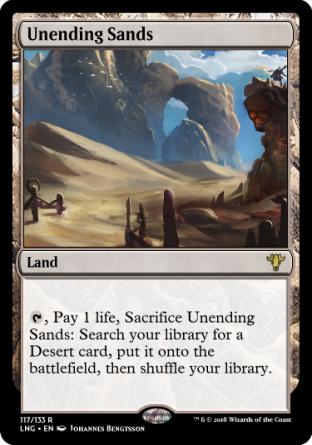 Unending Sands
Land
, Pay 1 life, Sacrifice Unending
Sands: Search your library for a
Desert card, put it onto the
battlefield, then shuffle your library.
117/133 R
LNG • EN Johannes Bengtsson
™ & © 2018 Wizards of the Coast